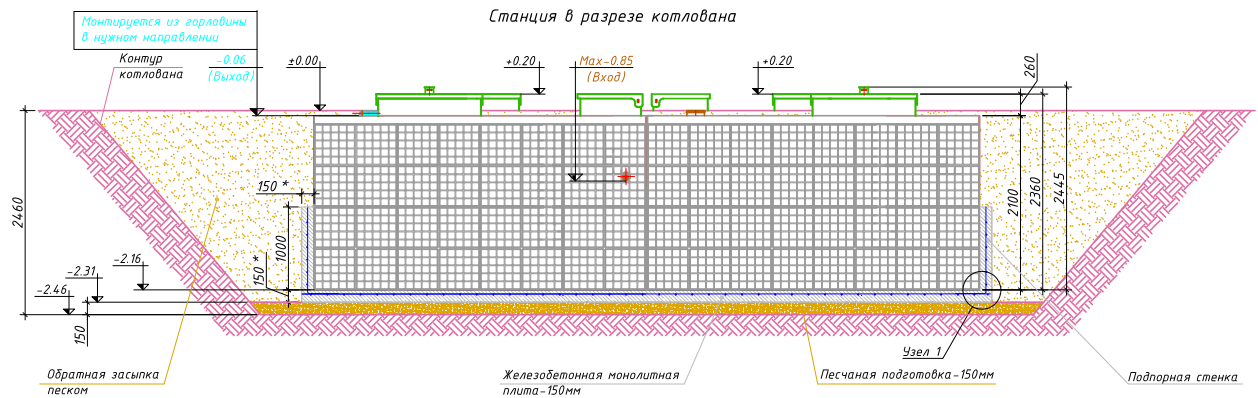 Станция в разрезе котлована
Монтируется из горловины
в нужном направлении
Контур
котлована
-0.06
(Выход)
±0.00
+0.20
Max-0.85
(Вход)
+0.20
260
2460
150 *
1000
150 *
2100
2360
2445
-2.16
-2.31
-2.46
150
Узел 1
Обратная засыпка
песком
Железобетонная монолитная
плита-150мм
Песчаная подготовка-150мм
Подпорная стенка